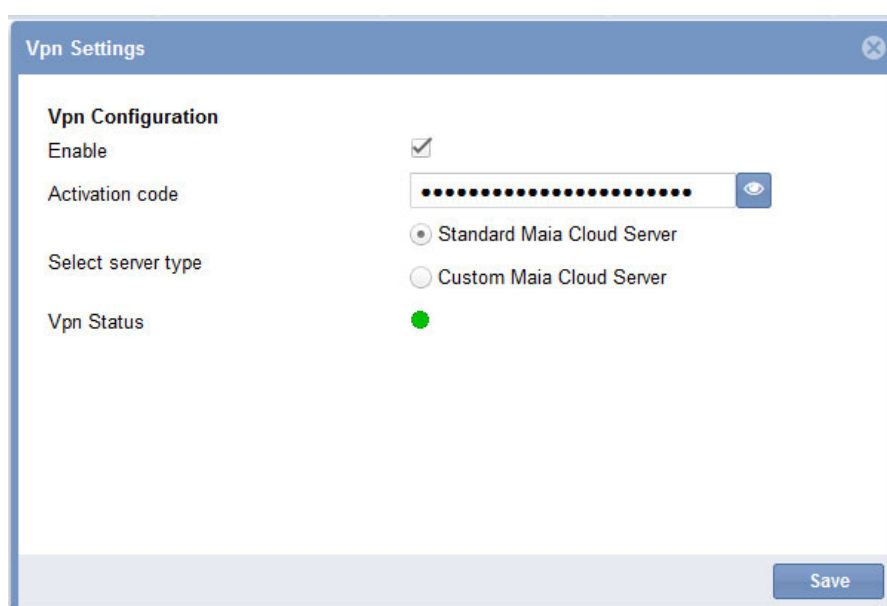 Vpn Settings
Vpn Configuration
Enable
Activation code
•••••••••••••••••••••••
Standard Maia Cloud Server
Select server type
Custom Maia Cloud Server
Vpn Status
Save